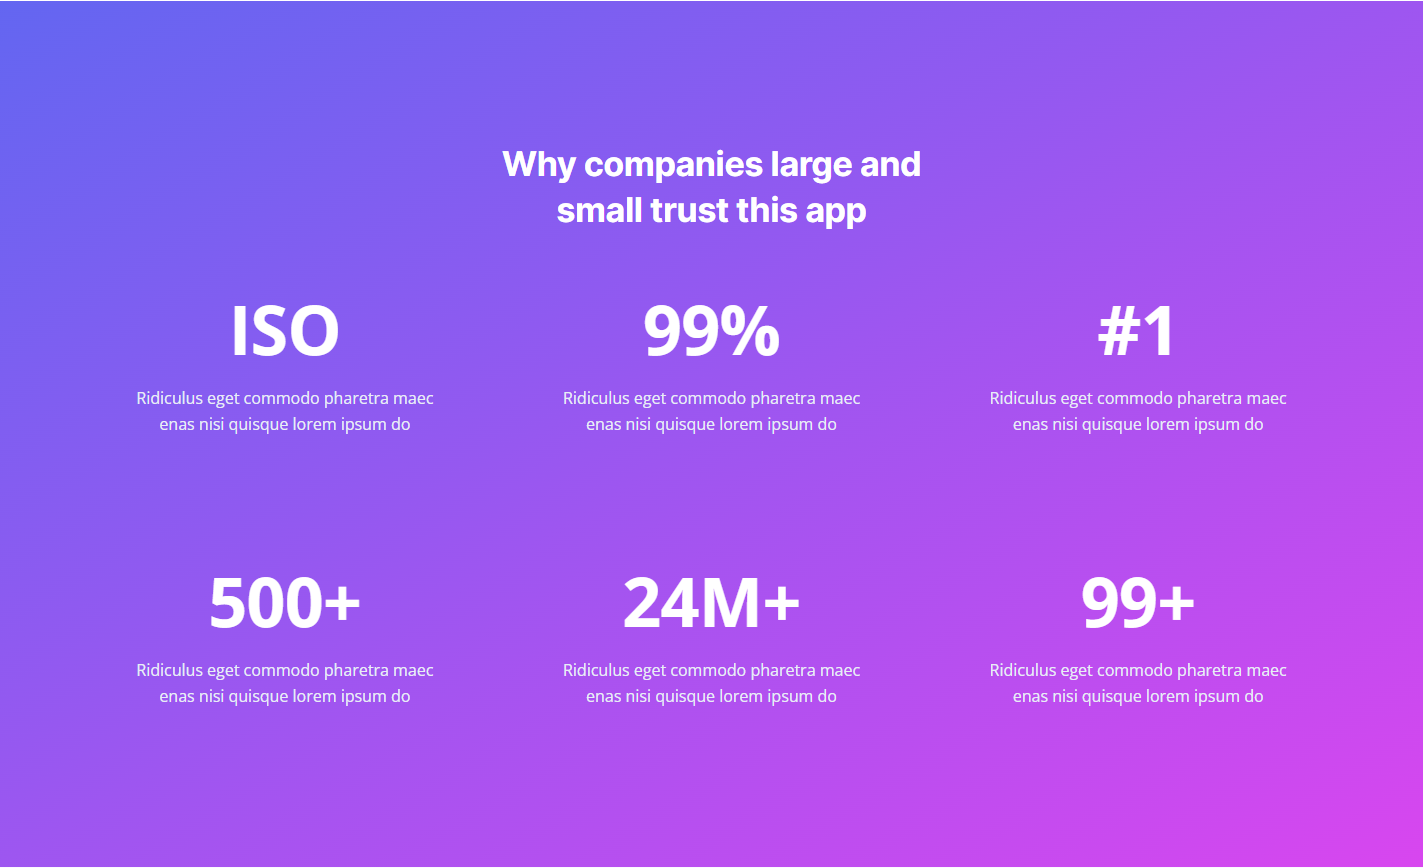 Why companies large and
small trust this app
ISO
Ridiculus eget commodo pharetra maec
enas nisi quisque lorem ipsum do
99%
Ridiculus eget commodo pharetra maec
enas nisi quisque lorem ipsum do
#1
Ridiculus eget commodo pharetra maec
enas nisi quisque lorem ipsum do
500+
Ridiculus eget commodo pharetra maec
enas nisi quisque lorem ipsum do
24M+
Ridiculus eget commodo pharetra maec
enas nisi quisque lorem ipsum do
99+
Ridiculus eget commodo pharetra maec
enas nisi quisque lorem ipsum do